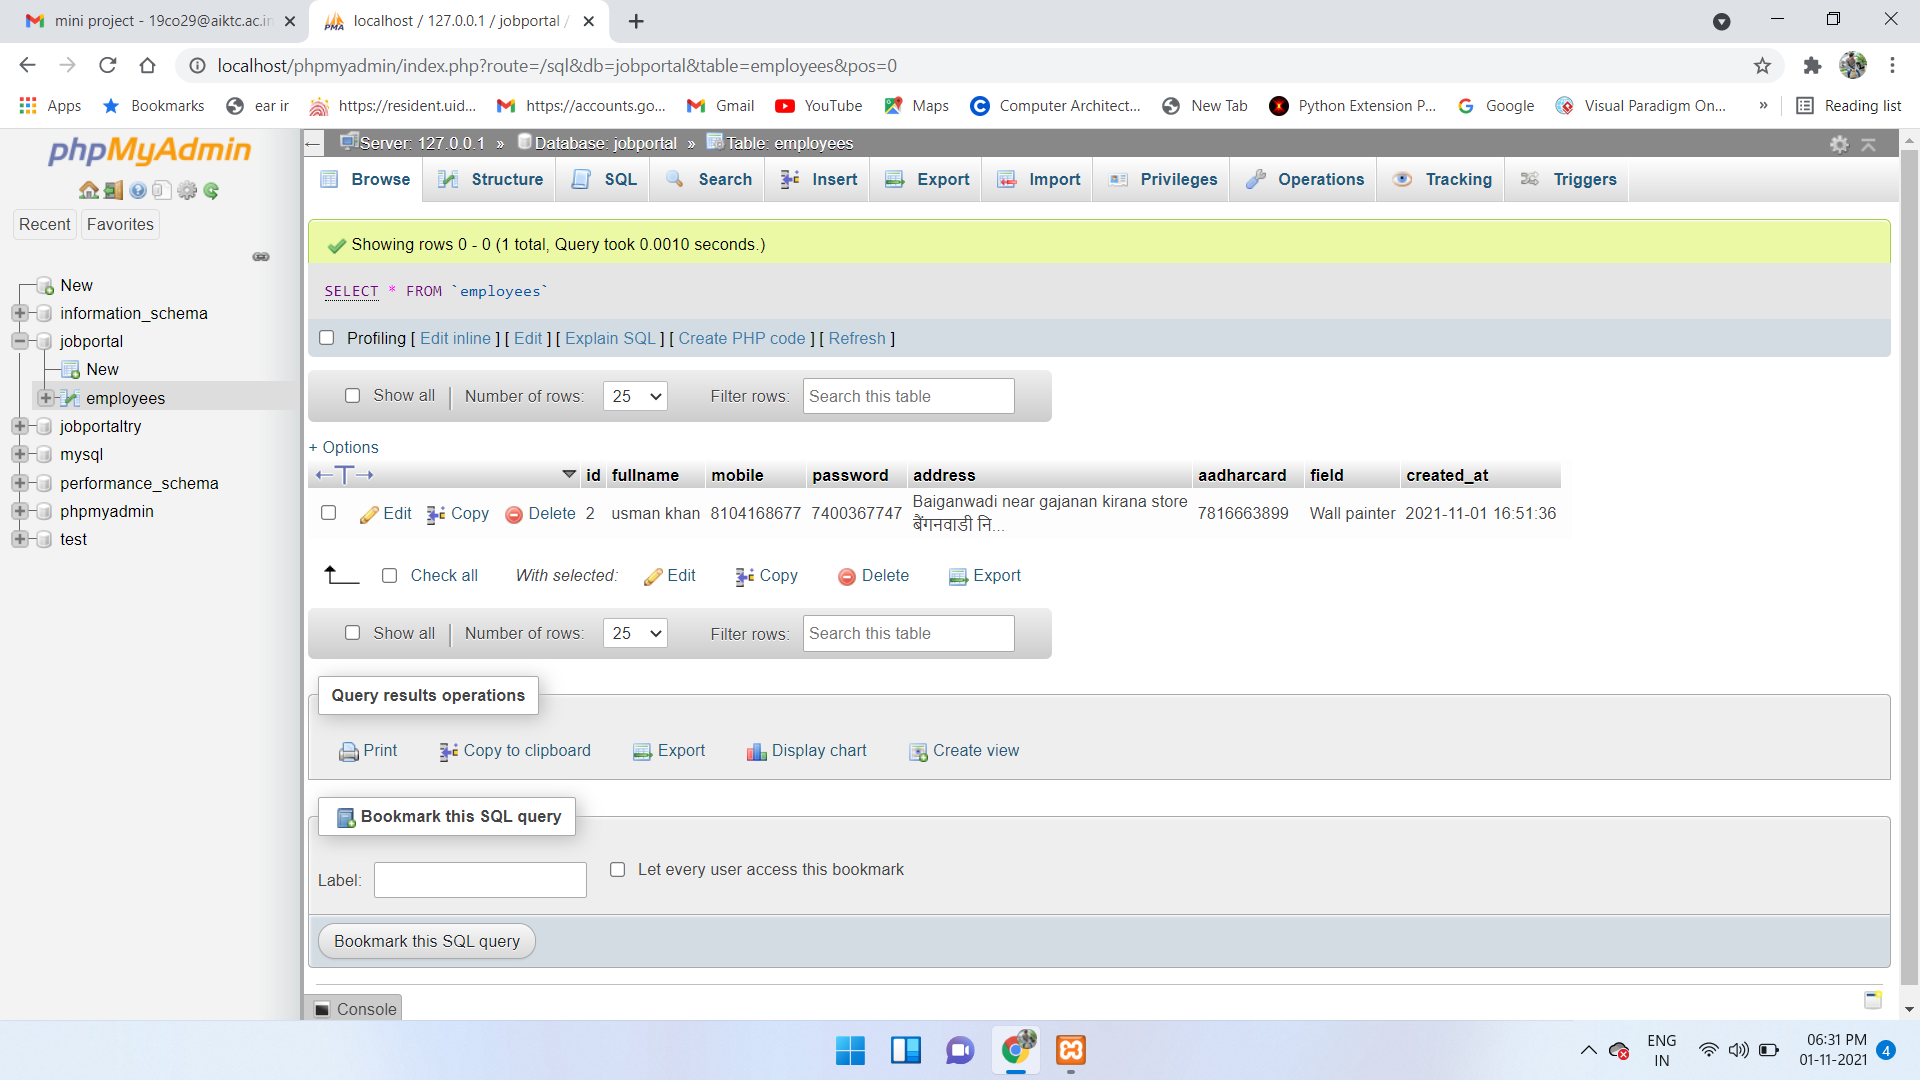 mini project - 19co29@aiktc.ac.in
localhost / 127.0.0.1 / jobportal /
localhost/phpmyadmin/index.php?route=/sql&db=jobportal&table=employees&pos=0
Apps Bookmarks ear ir https://resident.uid... https://accounts.go... Gmail YouTube Maps Computer Architect... New Tab Python Extension P... Google Visual Paradigm On... » Reading list
phpMyAdmin
Recent Favorites
New
information_schema
jobportal
New
employees
jobportaltry
mysql
performance_schema
phpmyadmin
test
Server: 127.0.0.1 » Database: jobportal » Table: employees
Browse Structure SQL Search Insert Export Import Privileges Operations Tracking Triggers
Showing rows 0 - 0 (1 total, Query took 0.0010 seconds.)
SELECT * FROM `employees`
Profiling [ Edit inline ] [ Edit ] [ Explain SQL ] [ Create PHP code ] [ Refresh ]
Show all | Number of rows: 25 Filter rows: Search this table
+ Options
id fullname mobile password address aadharcard field created_at
Edit Copy Delete 2 usman khan 8104168677 7400367747 Baiganwadi near gajanan kirana store 7816663899 Wall painter 2021-11-01 16:51:36
बैंगनवाडी नि...
Check all With selected: Edit Copy Delete Export
Show all | Number of rows: 25 Filter rows: Search this table
Query results operations
Print Copy to clipboard Export Display chart Create view
Bookmark this SQL query
Label: Let every user access this bookmark
Bookmark this SQL query
Console
ENG
IN
06:31 PM
01-11-2021
4